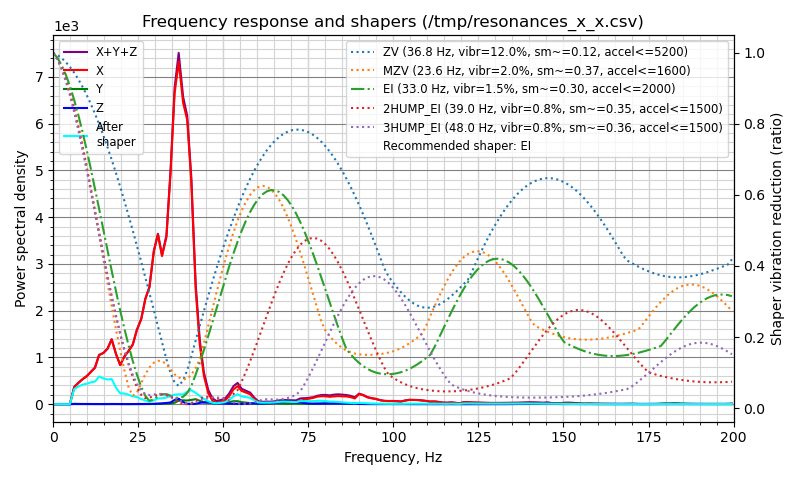 Frequency response and shapers (/tmp/resonances_x_x.csv)
1e3
X+Y+Z
X
Y
Z
After
shaper
ZV (36.8 Hz, vibr=12.0%, sm~=0.12, accel<=5200)
MZV (23.6 Hz, vibr=2.0%, sm~=0.37, accel<=1600)
EI (33.0 Hz, vibr=1.5%, sm~=0.30, accel<=2000)
2HUMP_EI (39.0 Hz, vibr=0.8%, sm~=0.35, accel<=1500)
3HUMP_EI (48.0 Hz, vibr=0.8%, sm~=0.36, accel<=1500)
Recommended shaper: EI
Power spectral density
7
6
5
4
3
2
1
0
1.0
0.8
0.6
0.4
0.2
0.0
Shaper vibration reduction (ratio)
0 25 50 75 100 125 150 175 200
Frequency, Hz